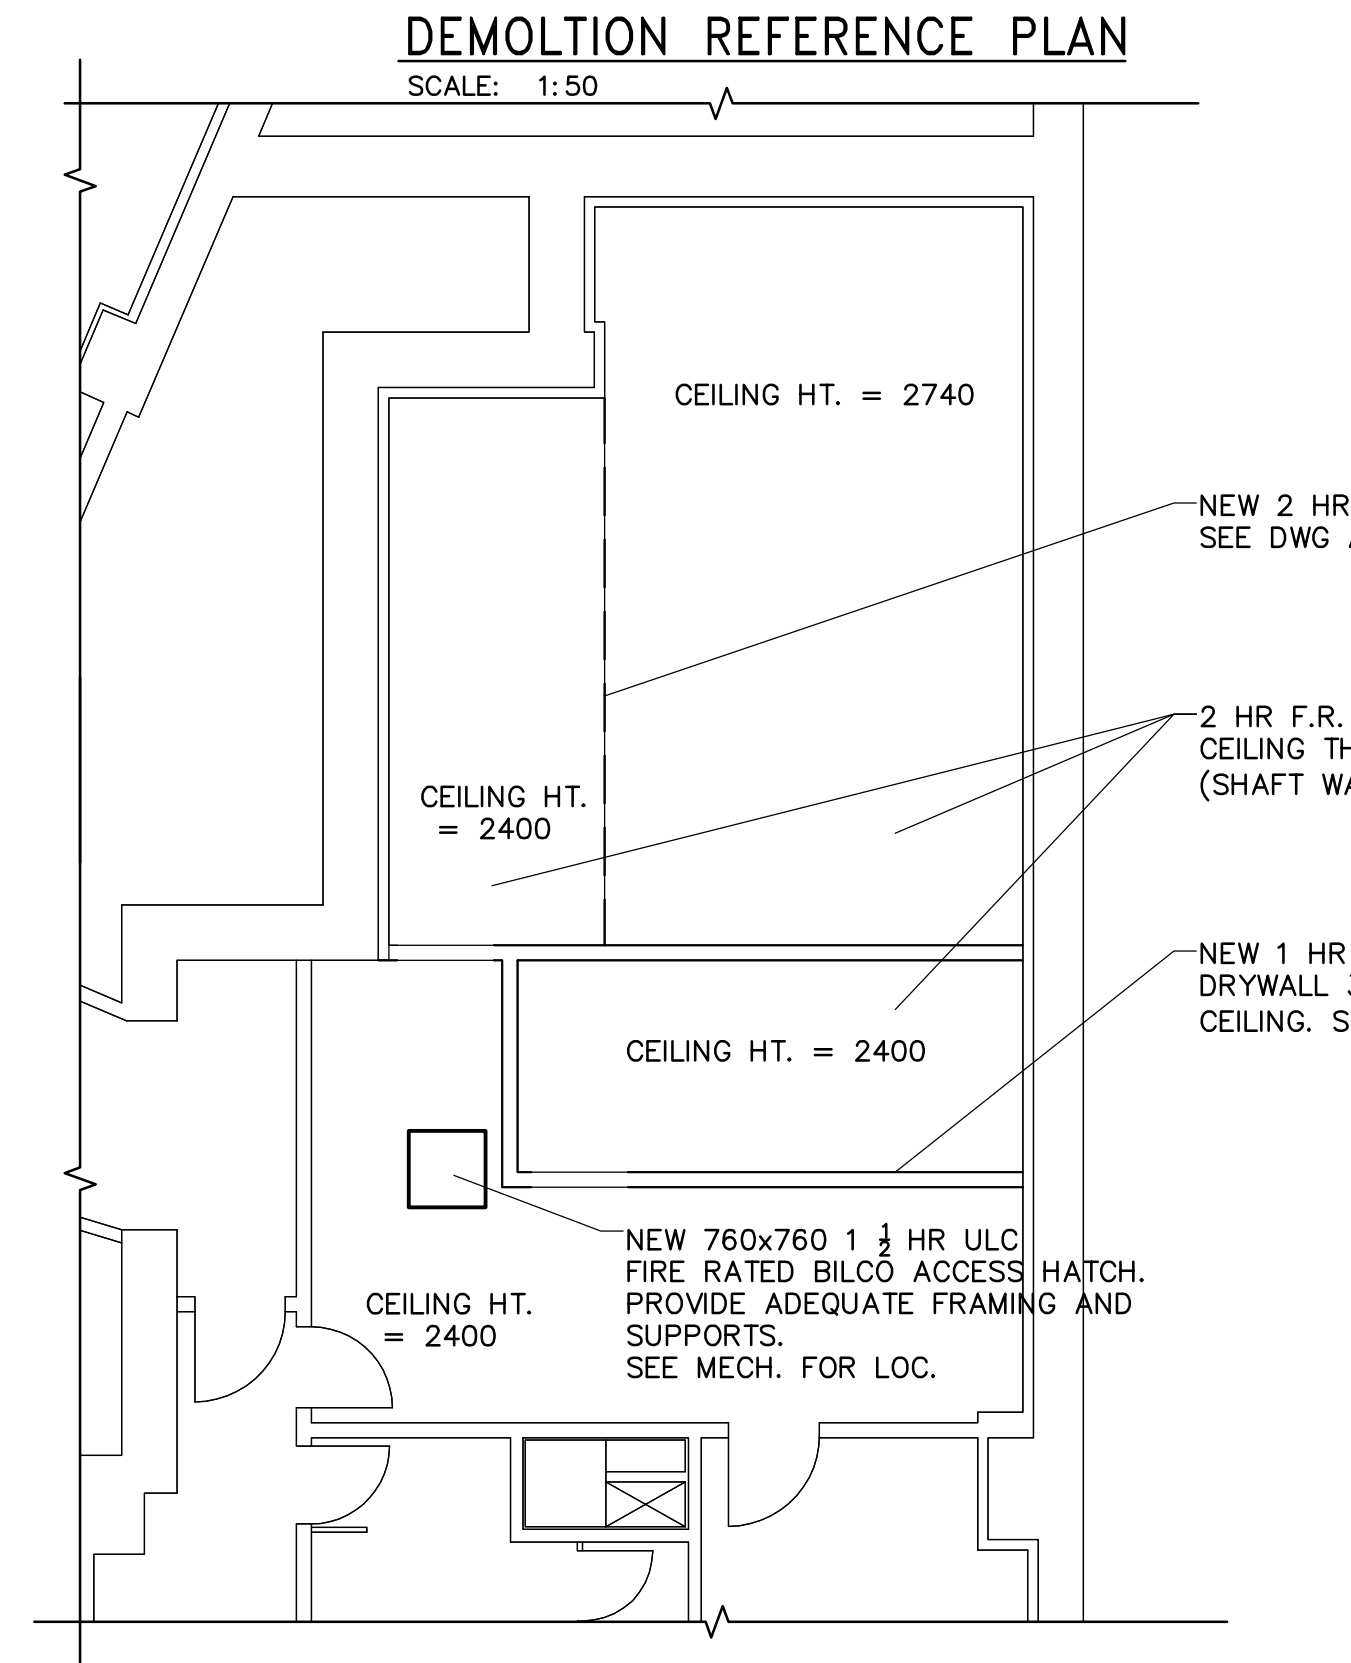 DEMOLTION REFERENCE PLAN
SCALE: 1:50
CEILING HT. = 2740
NEW 2 HR
SEE DWG
2 HR F.R.
CEILING
(SHAFT
CEILING HT.
= 2400
NEW 1 HR
DRYWALL
CEILING.
CEILING HT. = 2400
NEW 760x760 1 ½ HR ULC
FIRE RATED BILCO ACCESS HATCH.
PROVIDE ADEQUATE FRAMING AND
SUPPORTS.
SEE MECH. FOR LOC.
CEILING HT.
= 2400